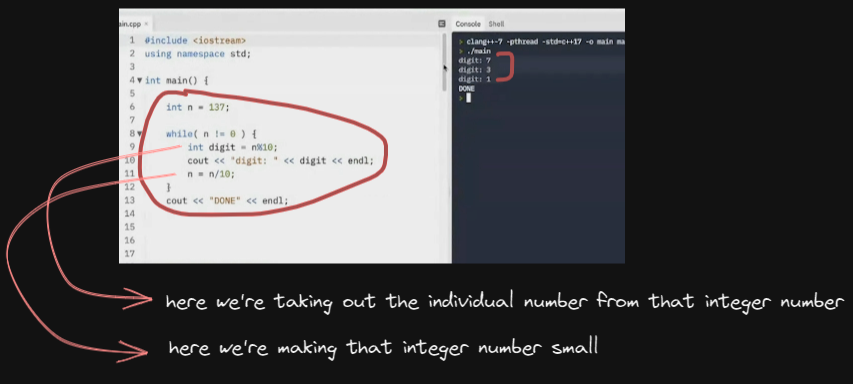 ain.cpp ×
Console Shell
1 #include <iostream>
2 using namespace std;
3
4 int main() {
5
6 int n = 137;
7
8 while( n != 0 ) {
9 int digit = n%10;
10 cout << "digit: " << digit << endl;
11 n = n/10;
12 }
13 cout << "DONE" << endl;
14
15
16
17
> clang++-7 -pthread -std=c++17 -o main ma
> ./main
digit: 7
digit: 3
digit: 1
DONE
>
here we're taking out the individual number from that integer number
here we're making that integer number small